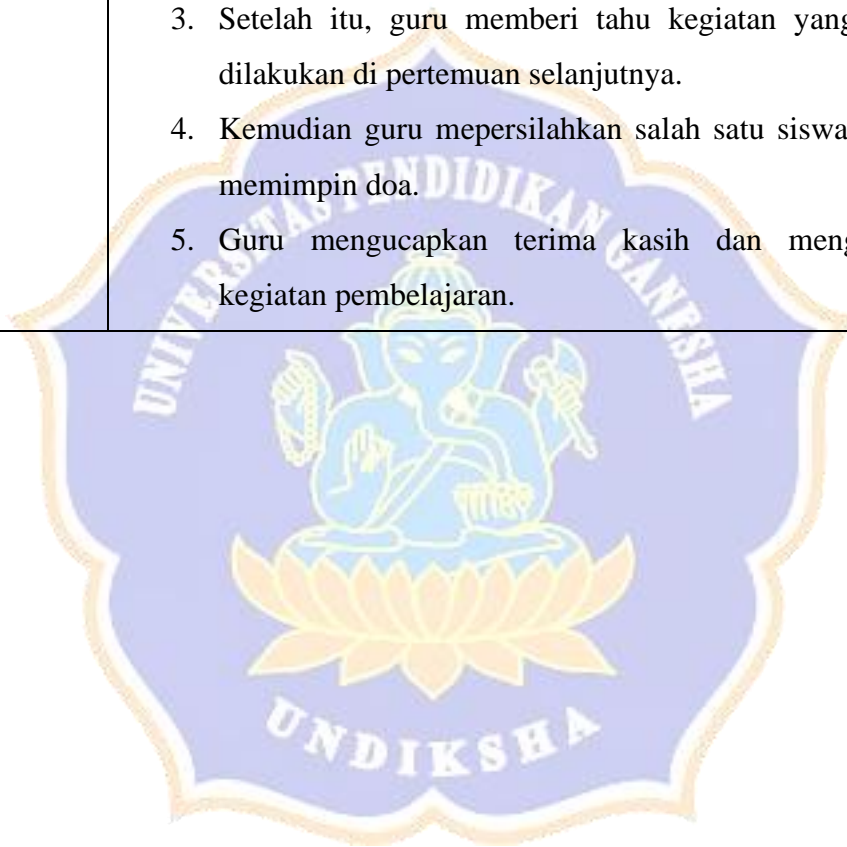 3. Setelah itu, guru memberi tahu kegiatan yang
dilakukan di pertemuan selanjutnya.
4. Kemudian guru mepersilahkan salah satu siswa
memimpin doa.
5. Guru mengucapkan terima kasih dan meng
kegiatan pembelajaran.
UNIVERSITAS PENDIDIKAN GANESHA
UNDIKSHA